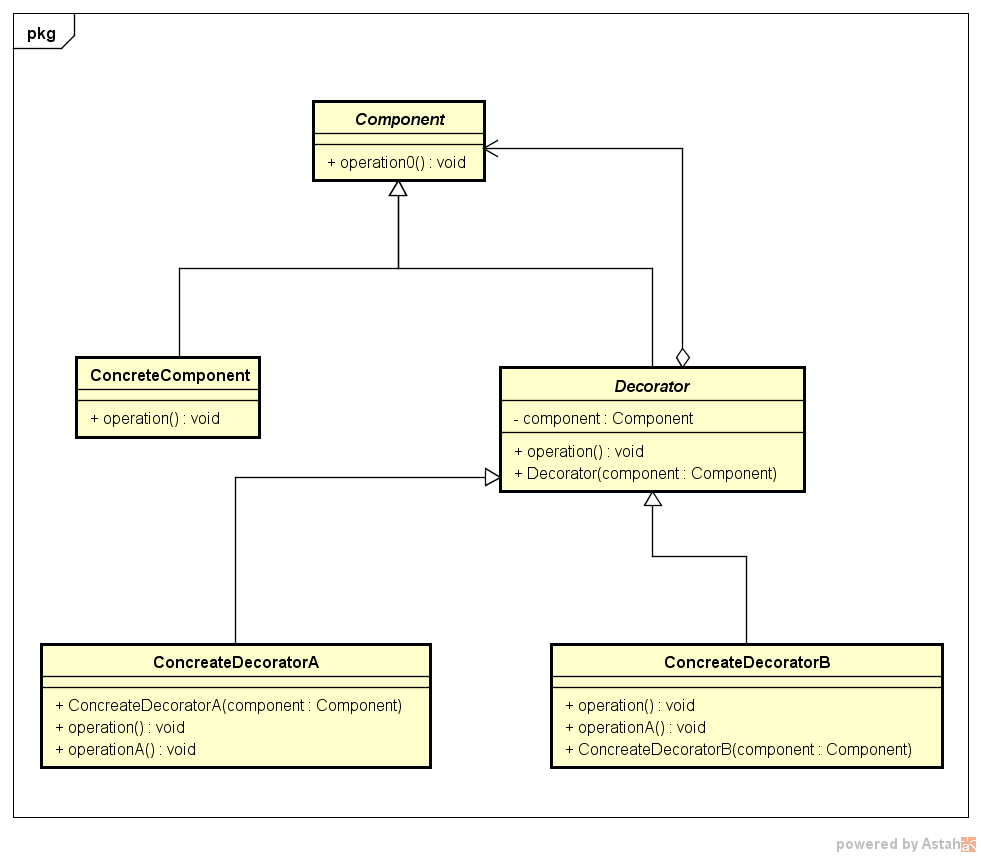 pkg
Component
+ operation0() : void
ConcreteComponent
+ operation() : void
Decorator
- component : Component
+ operation() : void
+ Decorator(component : Component)
ConcreateDecoratorA
+ ConcreateDecoratorA(component : Component)
+ operation() : void
+ operationA() : void
ConcreateDecoratorB
+ operation() : void
+ operationA() : void
+ ConcreateDecoratorB(component : Component)
powered by Astah